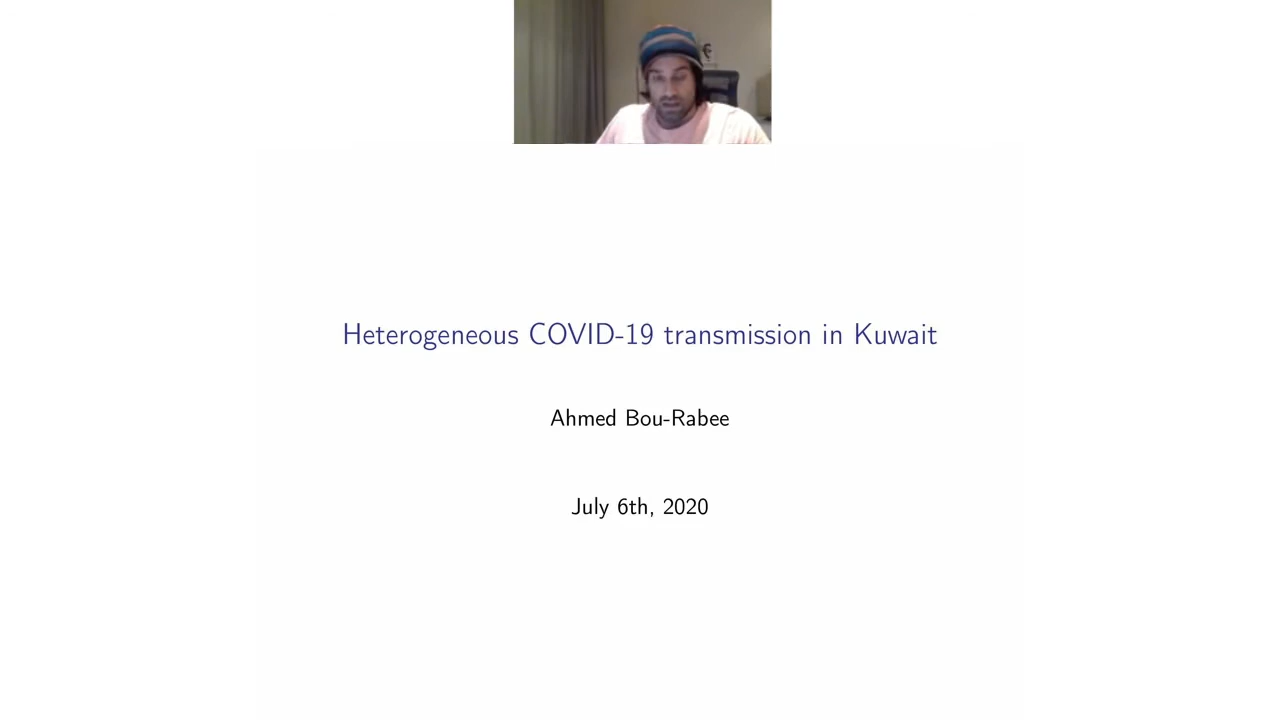 Heterogeneous COVID-19 transmission in Kuwait
Ahmed Bou-Rabee
July 6th, 2020